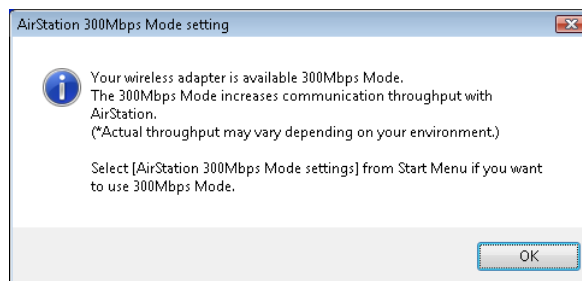 AirStation 300Mbps Mode setting
Your wireless adapter is available 300Mbps Mode.
The 300Mbps Mode increases communication throughput with
AirStation.
(*Actual throughput may vary depending on your environment.)
Select [AirStation 300Mbps Mode settings] from Start Menu if you want
to use 300Mbps Mode.
OK